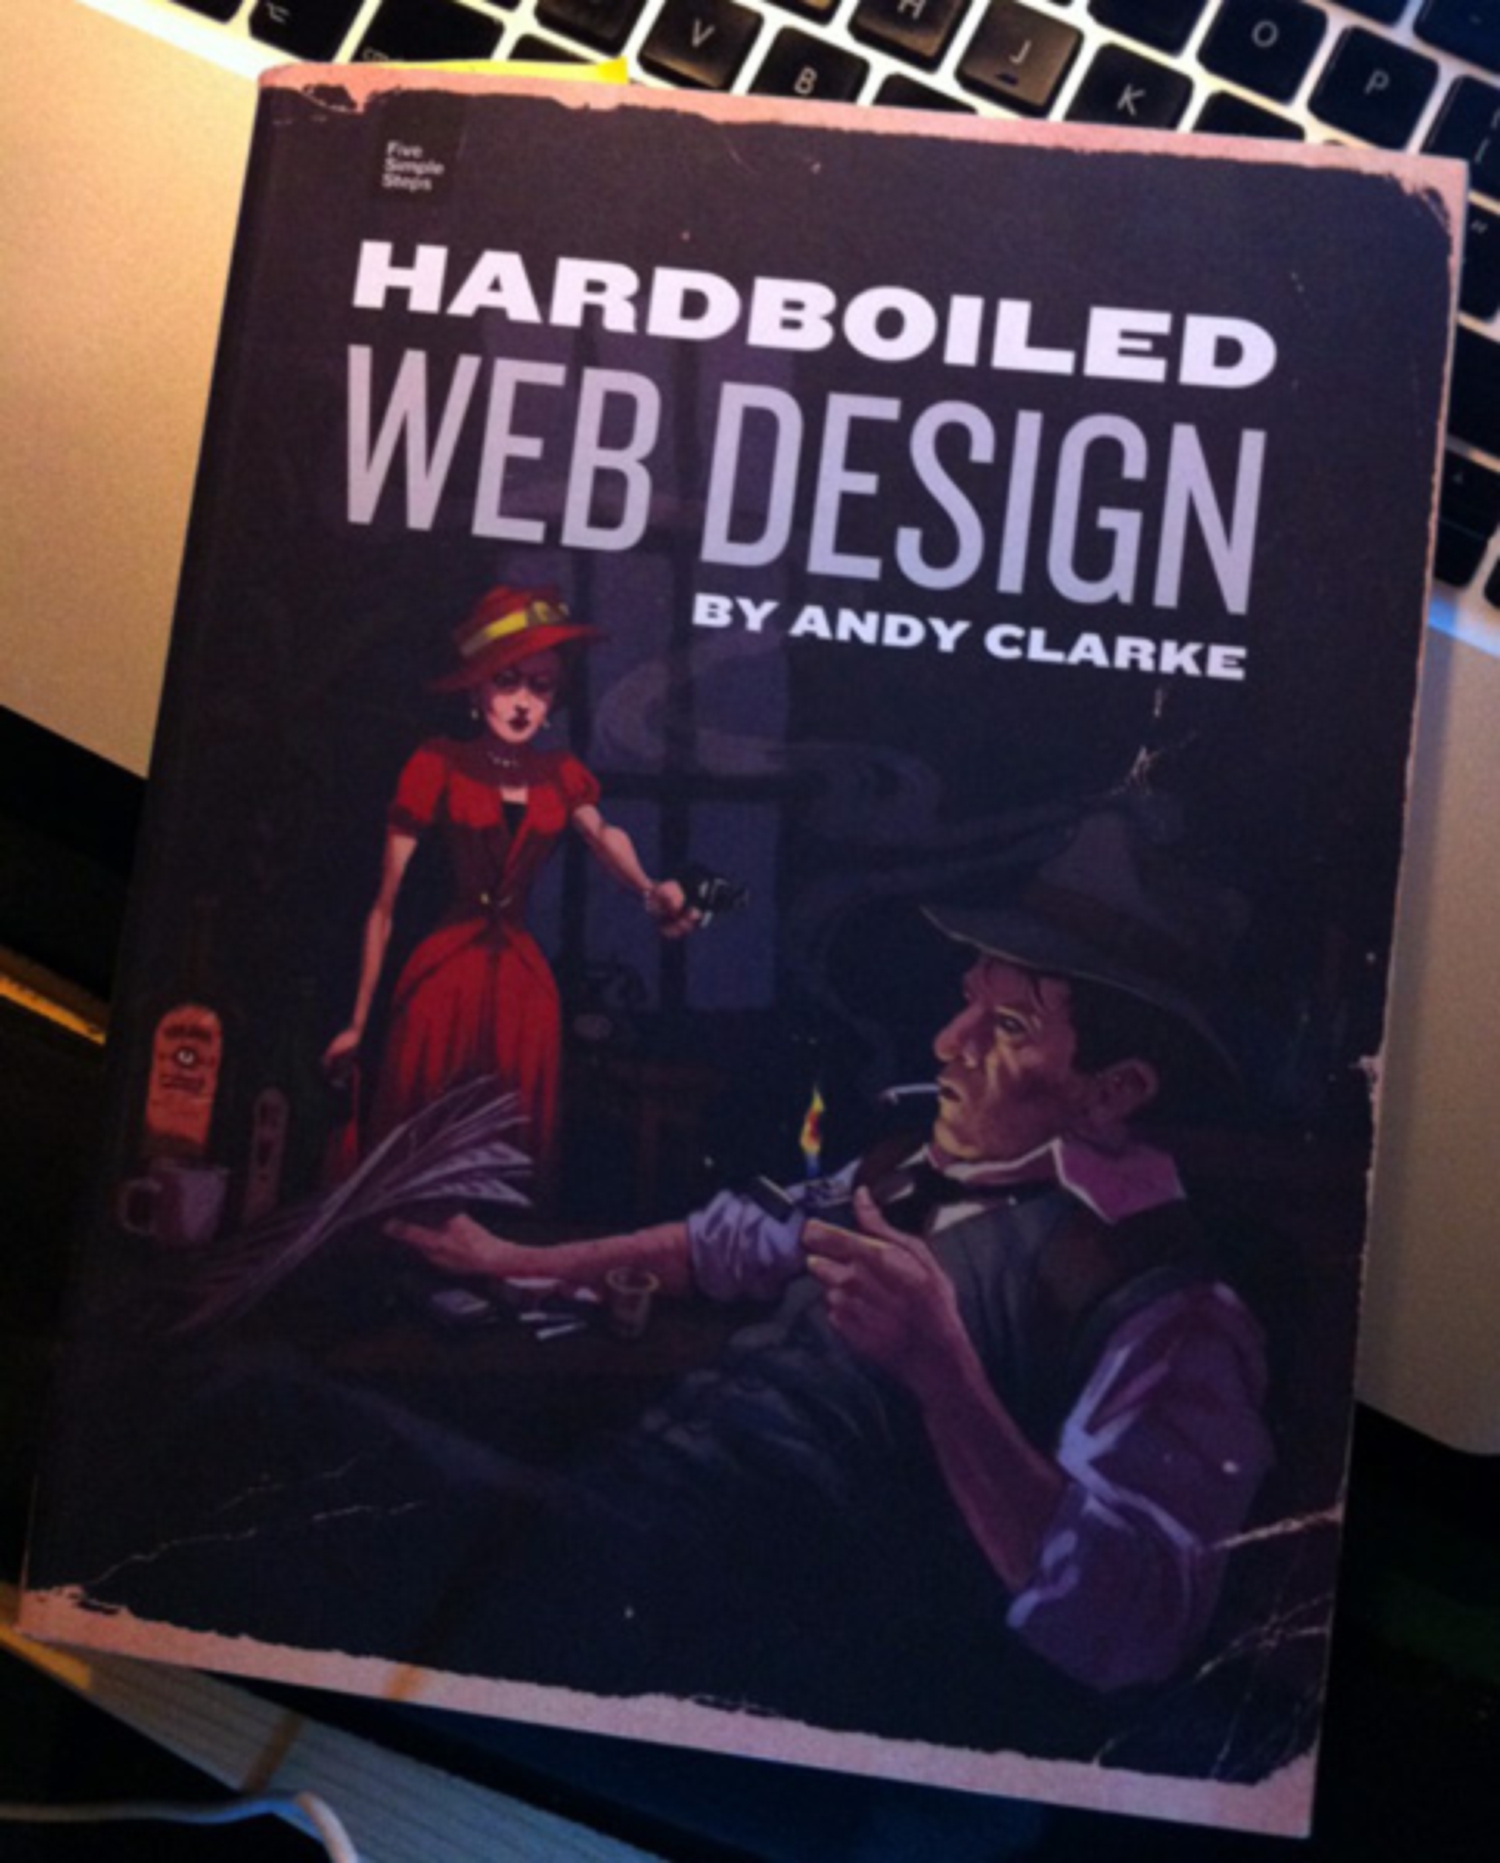 V
B
H
J
K
O
P
Five
Simple
Steps
HARDBOILED
WEB DESIGN
BY ANDY CLARKE